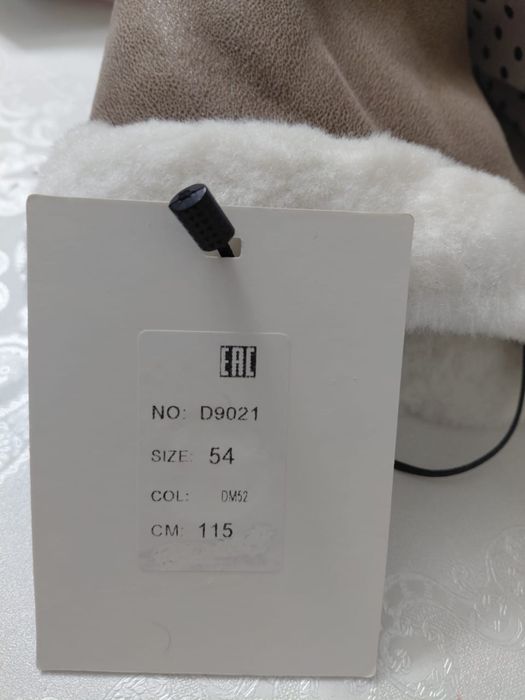 EAC
NO: D9021
SIZE: 54
COL: DM52
CM: 115